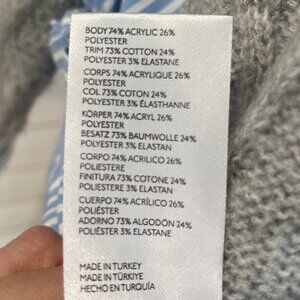 BODY 74% ACRYLIC 26%
POLYESTER
TRIM 73% COTTON 24%
POLYESTER 3% ELASTANE
CORPS 74% ACRYLIQUE 26%
POLYESTER
COL 73% COTON 24%
POLYESTER 3% ÉLASTHANNE
KÖRPER 74% ACRYL 26%
POLYESTER
BESATZ 73% BAUMWOLLE 24%
POLYESTER 3% ELASTAN
CORPO 74% ACRILICO 26%
POLIESTERE
FINITURA 73% COTONE 24%
POLIESTERE 3% ELASTAN
CUERPO 74% ACRÍLICO 26%
POLIÉSTER
ADORNO 73% ALGODÓN 24%
POLIÉSTER 3% ELASTANE
MADE IN TURKEY
MADE IN TÜRKIYE
HECHO EN TURQUÍA